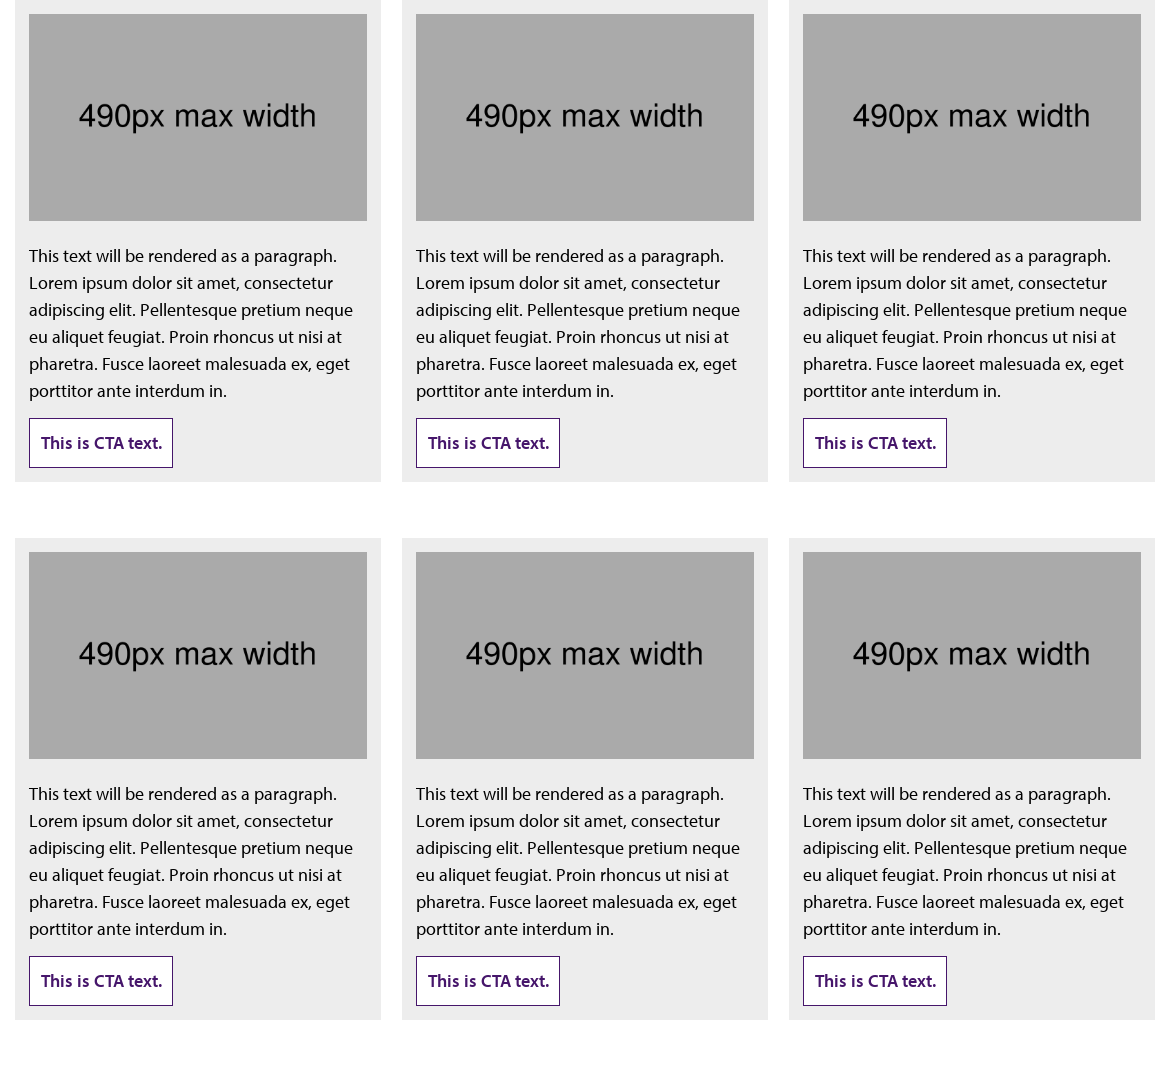 490px max width
This text will be rendered as a paragraph.
Lorem ipsum dolor sit amet, consectetur
adipiscing elit. Pellentesque pretium neque
eu aliquet feugiat. Proin rhoncus ut nisi at
pharetra. Fusce laoreet malesuada ex, eget
porttitor ante interdum in.
This is CTA text.
490px max width
This text will be rendered as a paragraph.
Lorem ipsum dolor sit amet, consectetur
adipiscing elit. Pellentesque pretium neque
eu aliquet feugiat. Proin rhoncus ut nisi at
pharetra. Fusce laoreet malesuada ex, eget
porttitor ante interdum in.
This is CTA text.
490px max width
This text will be rendered as a paragraph.
Lorem ipsum dolor sit amet, consectetur
adipiscing elit. Pellentesque pretium neque
eu aliquet feugiat. Proin rhoncus ut nisi at
pharetra. Fusce laoreet malesuada ex, eget
porttitor ante interdum in.
This is CTA text.
490px max width
This text will be rendered as a paragraph.
Lorem ipsum dolor sit amet, consectetur
adipiscing elit. Pellentesque pretium neque
eu aliquet feugiat. Proin rhoncus ut nisi at
pharetra. Fusce laoreet malesuada ex, eget
porttitor ante interdum in.
This is CTA text.
490px max width
This text will be rendered as a paragraph.
Lorem ipsum dolor sit amet, consectetur
adipiscing elit. Pellentesque pretium neque
eu aliquet feugiat. Proin rhoncus ut nisi at
pharetra. Fusce laoreet malesuada ex, eget
porttitor ante interdum in.
This is CTA text.
490px max width
This text will be rendered as a paragraph.
Lorem ipsum dolor sit amet, consectetur
adipiscing elit. Pellentesque pretium neque
eu aliquet feugiat. Proin rhoncus ut nisi at
pharetra. Fusce laoreet malesuada ex, eget
porttitor ante interdum in.
This is CTA text.